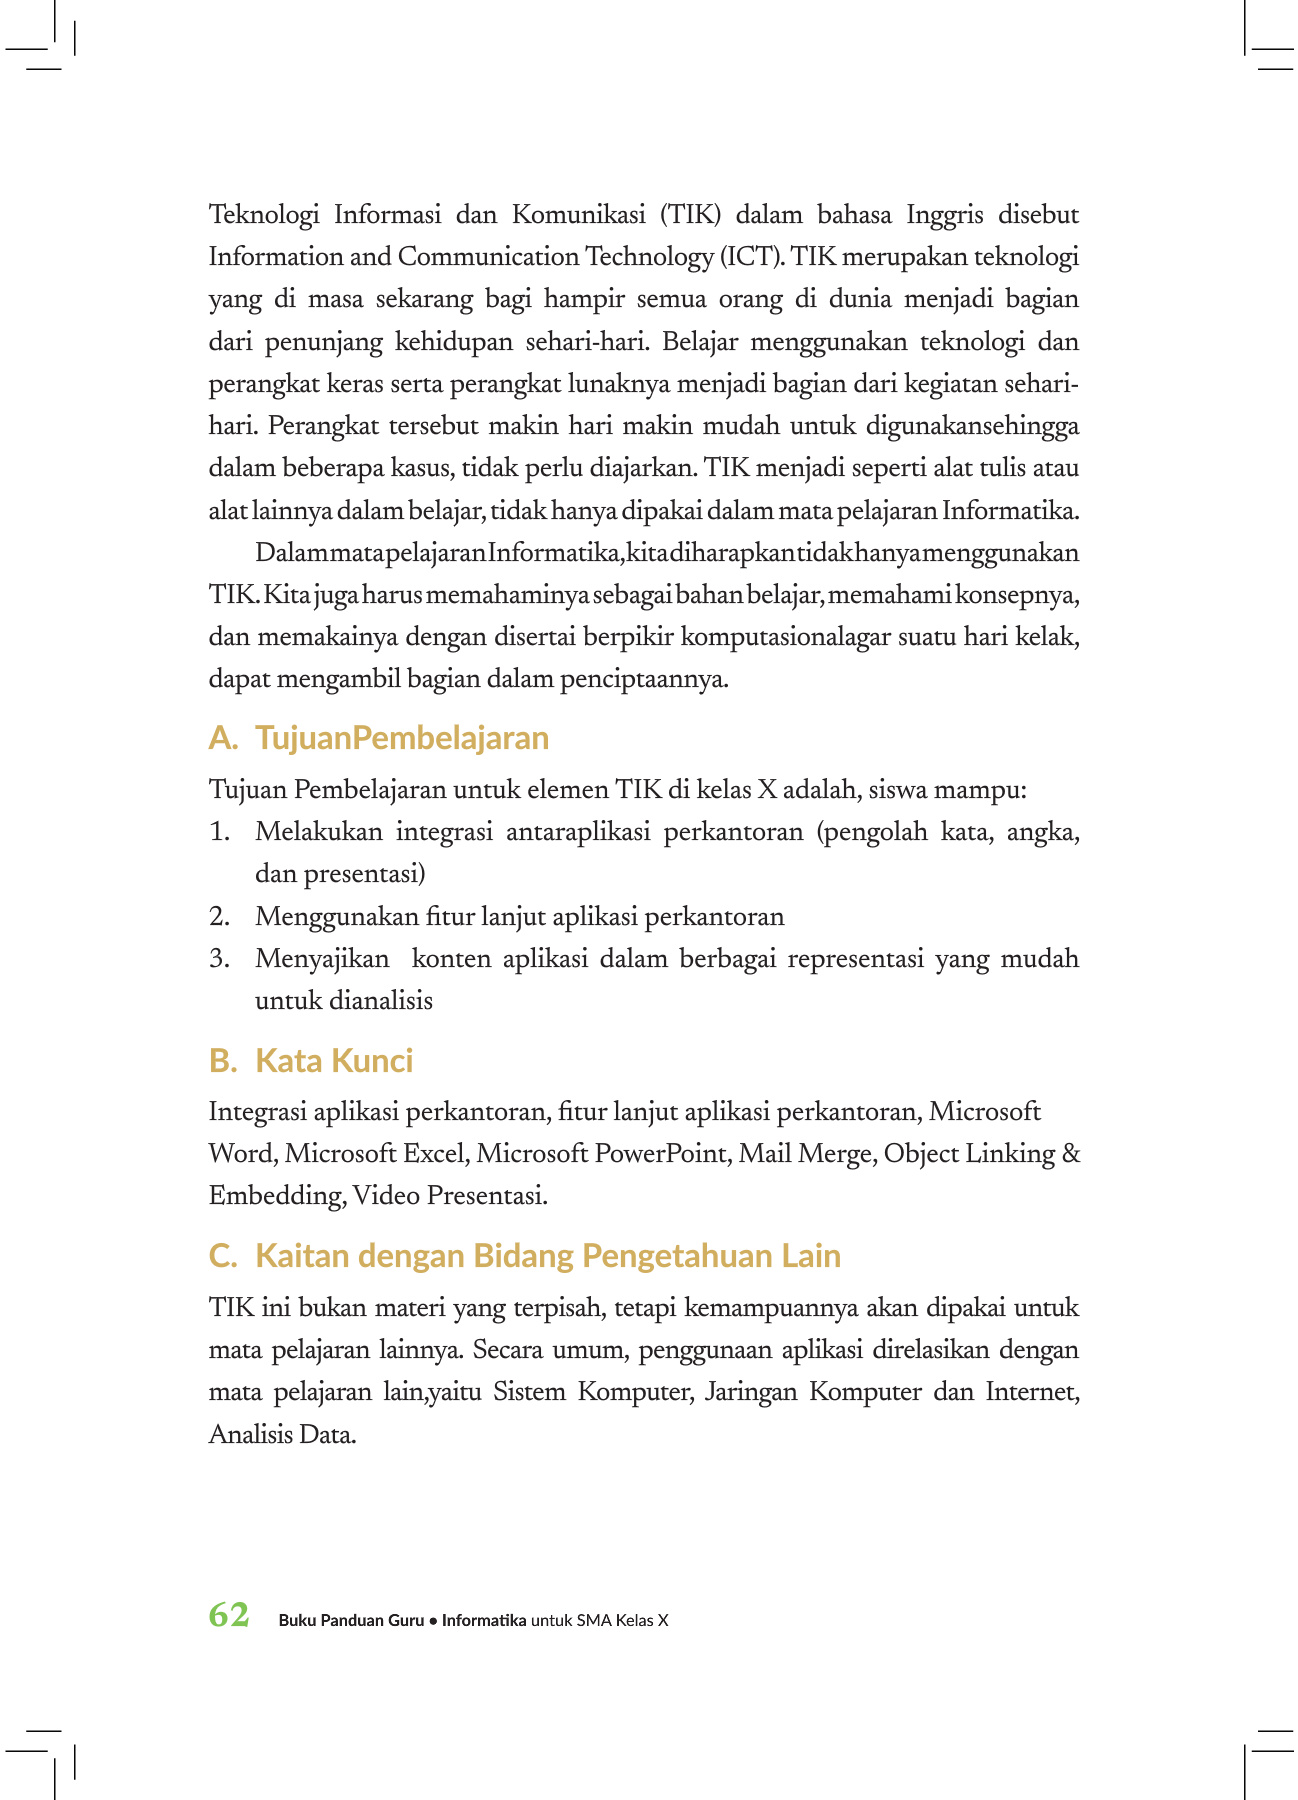 Teknologi Informasi dan Komunikasi (TIK) dalam bahasa Inggris disebut
Information and Communication Technology (ICT). TIK merupakan teknologi
yang di masa sekarang bagi hampir semua orang di dunia menjadi bagian
dari penunjang kehidupan sehari-hari. Belajar menggunakan teknologi dan
perangkat keras serta perangkat lunaknya menjadi bagian dari kegiatan sehari-
hari. Perangkat tersebut makin hari makin mudah untuk digunakansehingga
dalam beberapa kasus, tidak perlu diajarkan. TIK menjadi seperti alat tulis atau
alat lainnya dalam belajar, tidak hanya dipakai dalam mata pelajaran Informatika.
Dalam mata pelajaran Informatika, kita diharapkan tidak hanya menggunakan
TIK. Kita juga harus memahaminya sebagai bahan belajar, memahami konsepnya,
dan memakainya dengan disertai berpikir komputasionalagar suatu hari kelak,
dapat mengambil bagian dalam penciptaannya.
A. TujuanPembelajaran
Tujuan Pembelajaran untuk elemen TIK di kelas X adalah, siswa mampu:
1. Melakukan integrasi antaraplikasi perkantoran (pengolah kata, angka,
dan presentasi)
2. Menggunakan fitur lanjut aplikasi perkantoran
3. Menyajikan konten aplikasi dalam berbagai representasi yang mudah
untuk dianalisis
B. Kata Kunci
Integrasi aplikasi perkantoran, fitur lanjut aplikasi perkantoran, Microsoft
Word, Microsoft Excel, Microsoft PowerPoint, Mail Merge, Object Linking &
Embedding, Video Presentasi.
C. Kaitan dengan Bidang Pengetahuan Lain
TIK ini bukan materi yang terpisah, tetapi kemampuannya akan dipakai untuk
mata pelajaran lainnya. Secara umum, penggunaan aplikasi direlasikan dengan
mata pelajaran lain,yaitu Sistem Komputer, Jaringan Komputer dan Internet,
Analisis Data.
62 Buku Panduan Guru • Informatika untuk SMA Kelas X